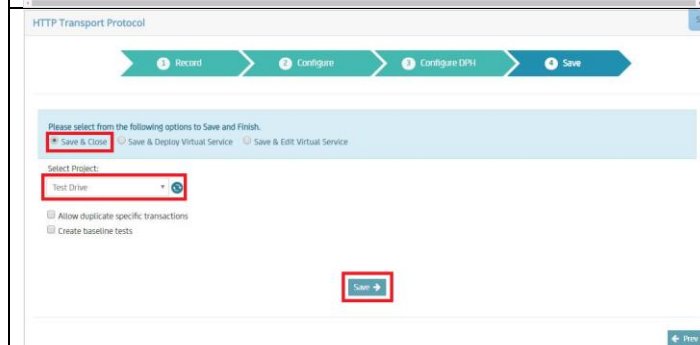 HTTP Transport Protocol
1 Record 2 Configure 3 Configure DPH 4 Save
Please select from the following options to Save and Finish.
Save & Close Save & Deploy Virtual Service Save & Edit Virtual Service
Select Project:
Test Drive
Allow duplicate specific transactions
Create baseline tests
Save
Prev